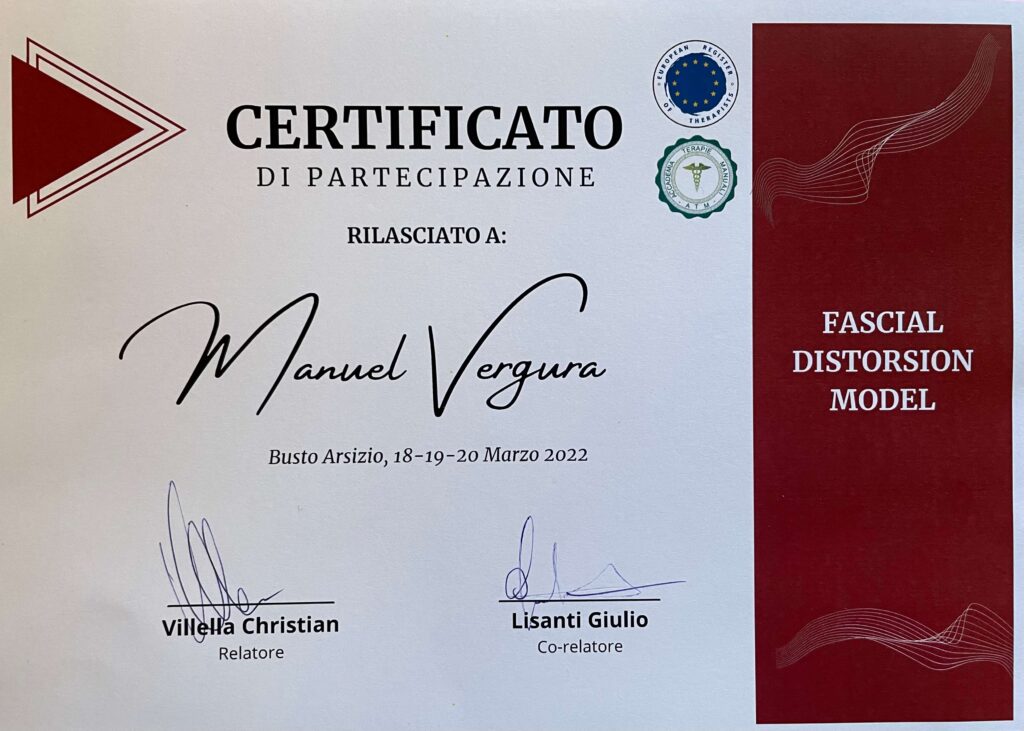 CERTIFICATO
DI PARTECIPAZIONE
RILASCIATO A:
Manuel Vergura
Busto Arsizio, 18-19-20 Marzo 2022
Villella Christian
Relatore
Lisanti Giulio
Co-relatore
EUROPEAN REGISTER OF THERAPISTS
ACCADEMIA TERAPIE MANUALI
A T M
FASCIAL
DISTORSION
MODEL